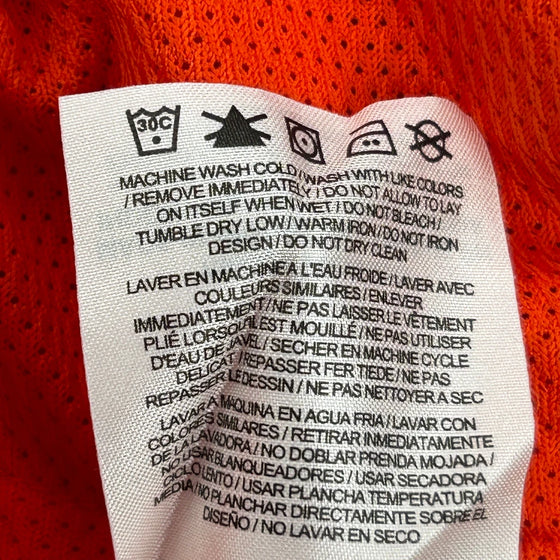 30C
MACHINE WASH COLD / WASH WITH LIKE COLORS
/ REMOVE IMMEDIATELY / DO NOT ALLOW TO LAY
ON ITSELF WHEN WET / DO NOT BLEACH /
TUMBLE DRY LOW / WARM IRON / DO NOT IRON
DESIGN / DO NOT DRY CLEAN
LAVER EN MACHINE A L'EAU FROIDE / LAVER AVEC
COULEURS SIMILAIRES / ENLEVER
IMMEDIATEMENT / NE PAS LAISSER LE VÊTEMENT
PLIÉ LORSQU'IL EST MOUILLÉ / NE PAS UTILISER
D'EAU DE JAVEL / SECHER EN MACHINE CYCLE
DELICAT / REPASSER FER TIEDE / NE PAS
REPASSER LE DESSIN / NE PAS NETTOYER A SEC
LAVAR A MAQUINA EN AGUA FRIA / LAVAR CON
COLORES SIMILARES / RETIRAR INMEDIATAMENTE
DE LA LAVADORA / NO DOBLAR PRENDA MOJADA /
NO USAR BLANQUEADORES / USAR SECADORA
CICLO LENTO / USAR PLANCHA TEMPERATURA
MEDIA / NO PLANCHAR DIRECTAMENTE SOBRE EL
DISEÑO / NO LAVAR EN SECO